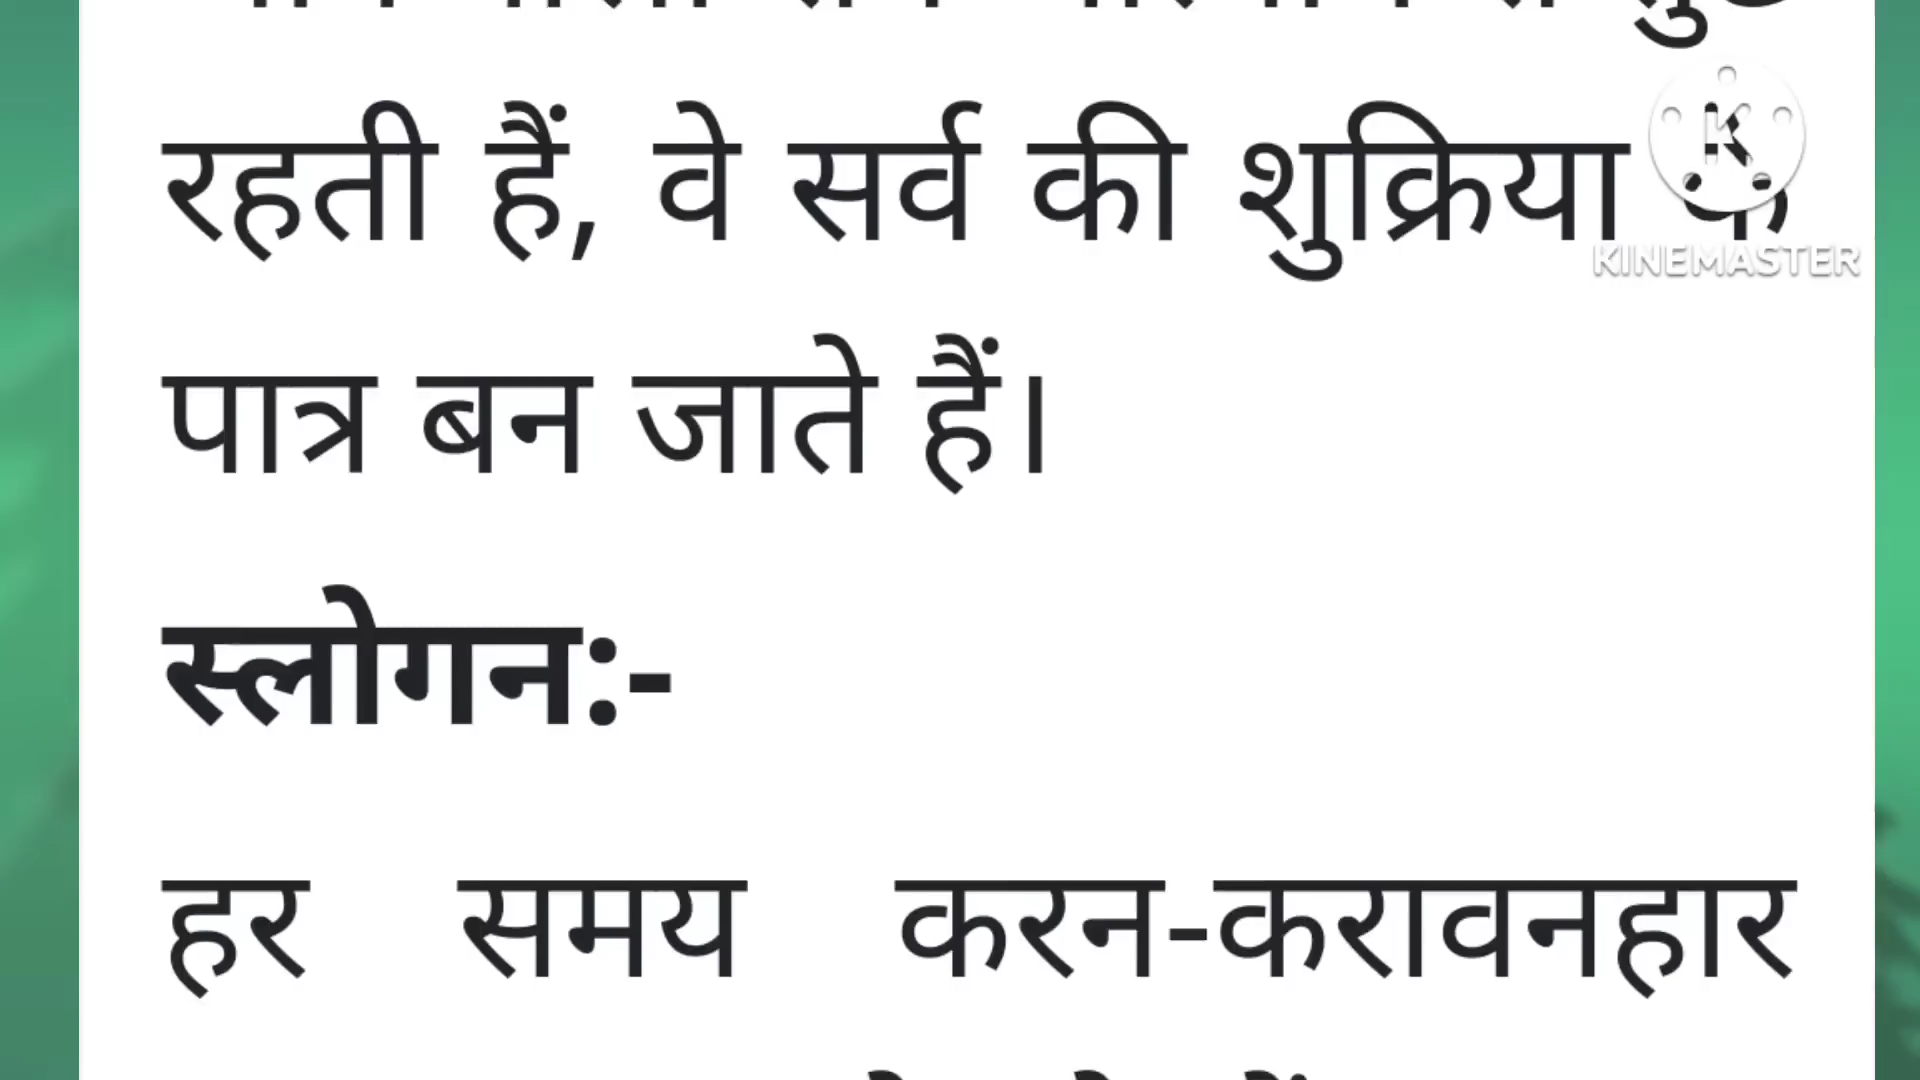 रहती हैं, वे सर्व की शुक्रिया के
पात्र बन जाते हैं।
स्लोगन:-
हर समय करन-करावनहार
KINEMASTER